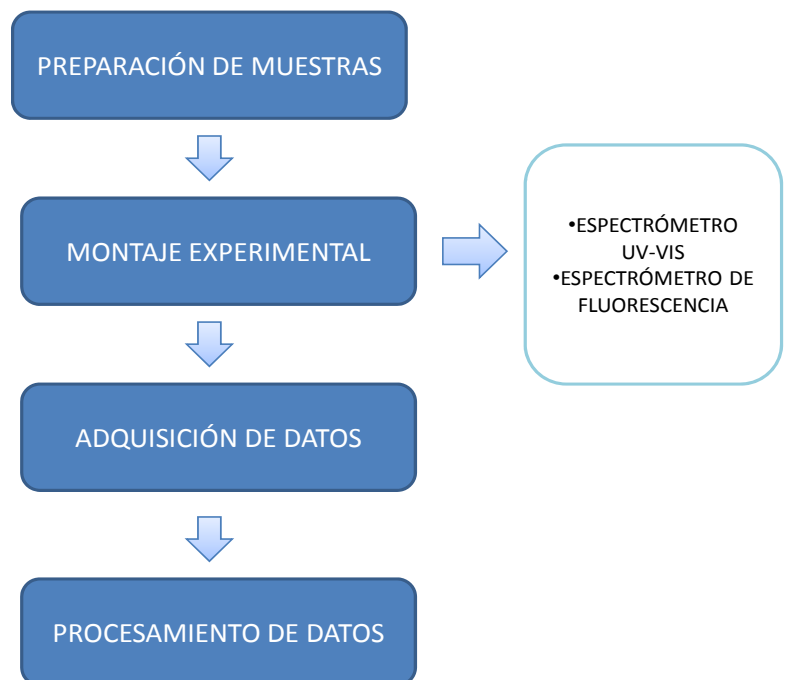 PREPARACIÓN DE MUESTRAS
MONTAJE EXPERIMENTAL
•ESPECTRÓMETRO
UV-VIS
•ESPECTRÓMETRO DE
FLUORESCENCIA
ADQUISICIÓN DE DATOS
PROCESAMIENTO DE DATOS